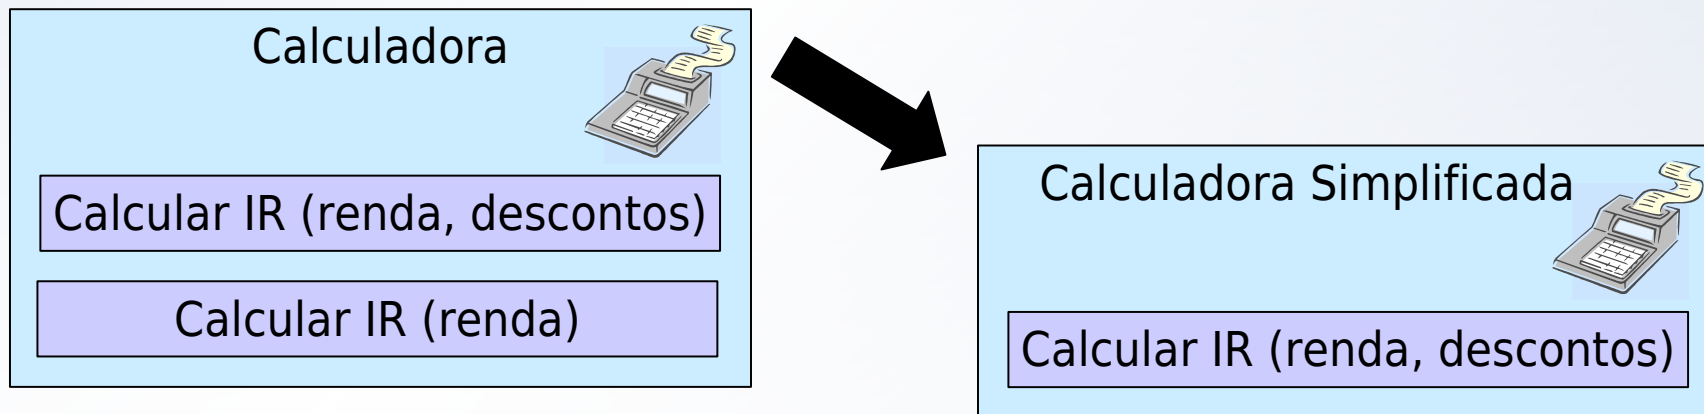 Calculadora
Calcular IR (renda, descontos)
Calcular IR (renda)
Calculadora Simplificada
Calcular IR (renda, descontos)